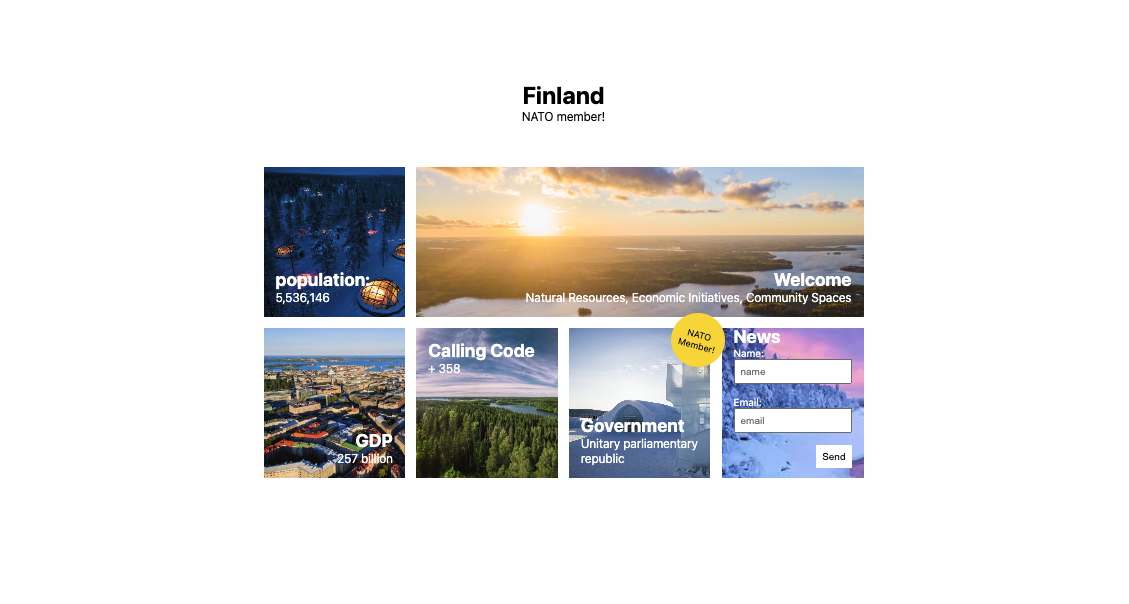 Finland
NATO member!
population:
5,536,146
Welcome
Natural Resources, Economic Initiatives, Community Spaces
GDP
257 billion
Calling Code
+ 358
NATO
Member!
Government
Unitary parliamentary
republic
News
Name:
name
Email:
email
Send